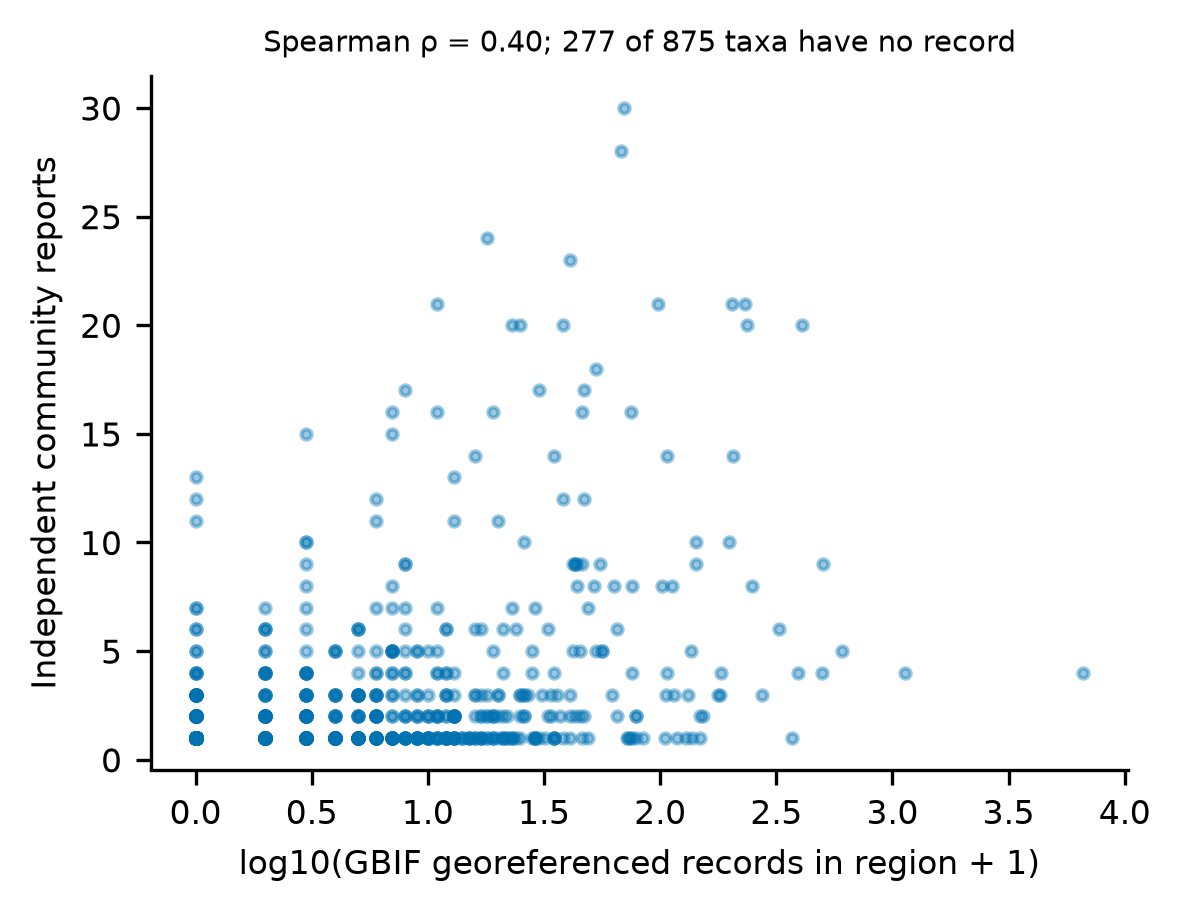 Spearman ρ = 0.40; 277 of 875 taxa have no record
Independent community reports
30
25
20
15
10
5
0
0.0 0.5 1.0 1.5 2.0 2.5 3.0 3.5 4.0
log10(GBIF georeferenced records in region + 1)